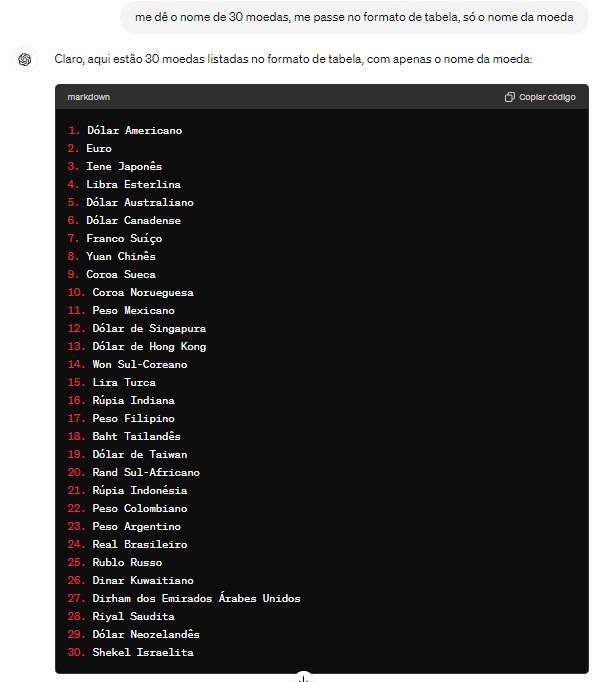 me dê o nome de 30 moedas, me passe no formato de tabela, só o nome da moeda
Claro, aqui estão 30 moedas listadas no formato de tabela, com apenas o nome da moeda:
markdown
Copiar código
1. Dólar Americano
2. Euro
3. Iene Japonês
4. Libra Esterlina
5. Dólar Australiano
6. Dólar Canadense
7. Franco Suíço
8. Yuan Chinês
9. Coroa Sueca
10. Coroa Norueguesa
11. Peso Mexicano
12. Dólar de Singapura
13. Dólar de Hong Kong
14. Won Sul-Coreano
15. Lira Turca
16. Rúpia Indiana
17. Peso Filipino
18. Baht Tailandês
19. Dólar de Taiwan
20. Rand Sul-Africano
21. Rúpia Indonésia
22. Peso Colombiano
23. Peso Argentino
24. Real Brasileiro
25. Rublo Russo
26. Dinar Kuwaitiano
27. Dirham dos Emirados Árabes Unidos
28. Riyal Saudita
29. Dólar Neozelandês
30. Shekel Israelita